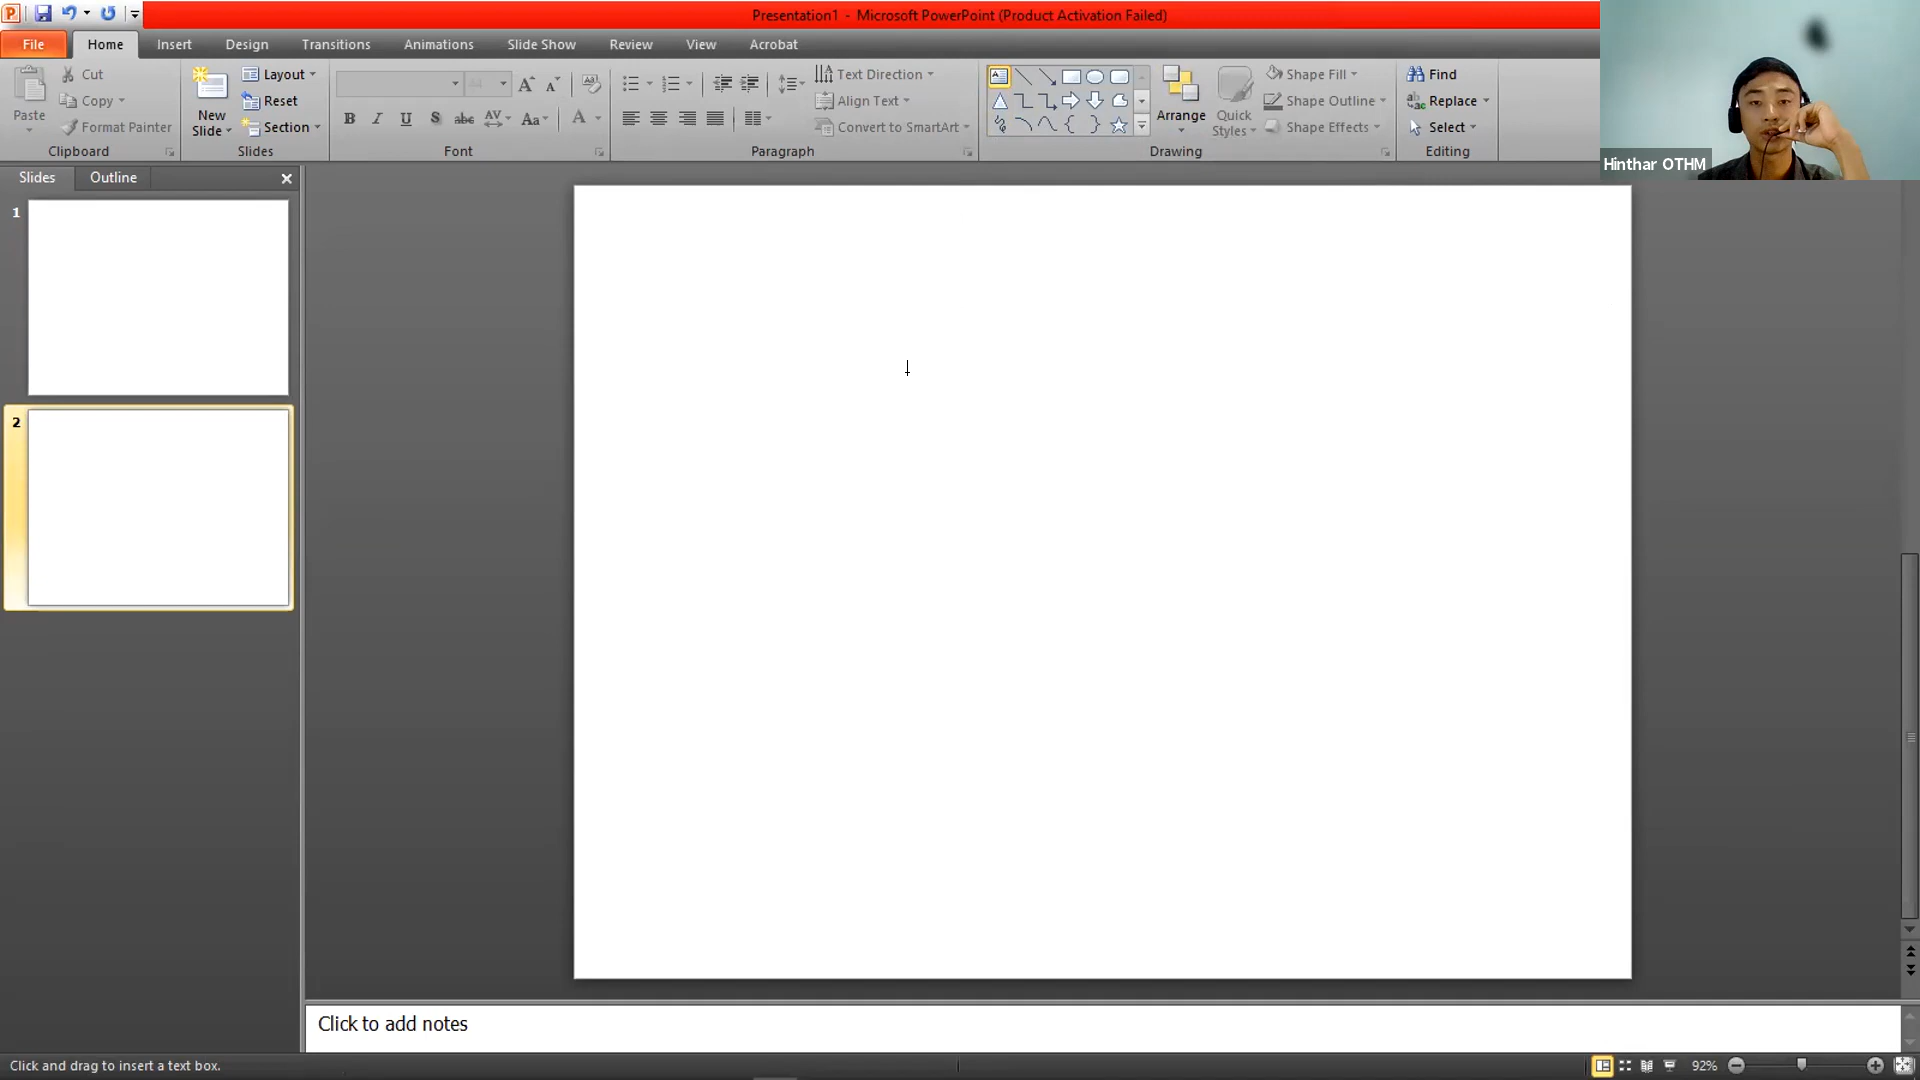 Presentation1 - Microsoft PowerPoint (Product Activation Failed)
File Home Insert Design Transitions Animations Slide Show Review View Acrobat
Paste
Cut
Copy
Format Painter
Clipboard
New Slide
Layout
Reset
Section
Slides
B I U S abc AV Aa A
Font
Text Direction
Align Text
Convert to SmartArt
Paragraph
Arrange
Quick Styles
Shape Fill
Shape Outline
Shape Effects
Drawing
Find
Replace
Select
Editing
Hinthar OTHM
Slides Outline
1
2
Click to add notes
Click and drag to insert a text box.
92%